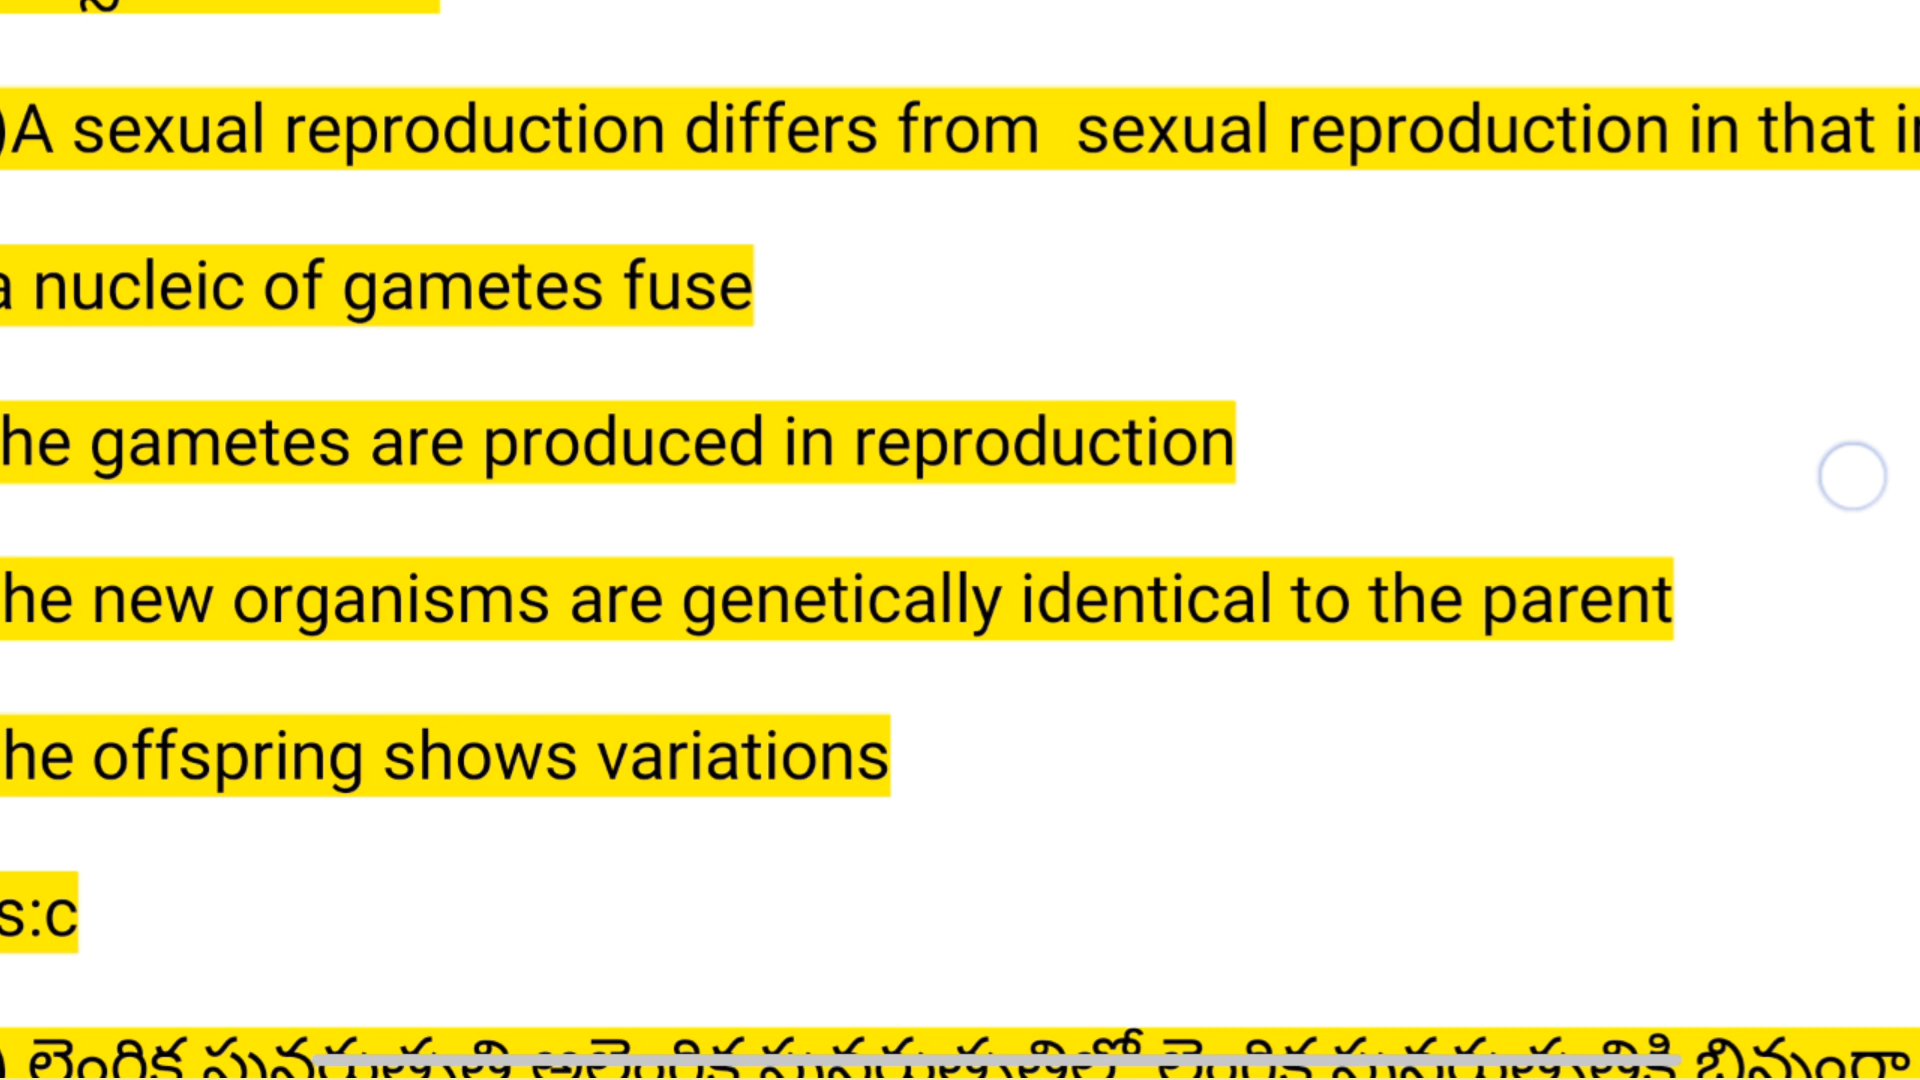 )A sexual reproduction differs from  sexual reproduction in that
a nucleic of gametes fuse
he gametes are produced in reproduction
he new organisms are genetically identical to the parent
he offspring shows variations
s:c
) లైంగిక